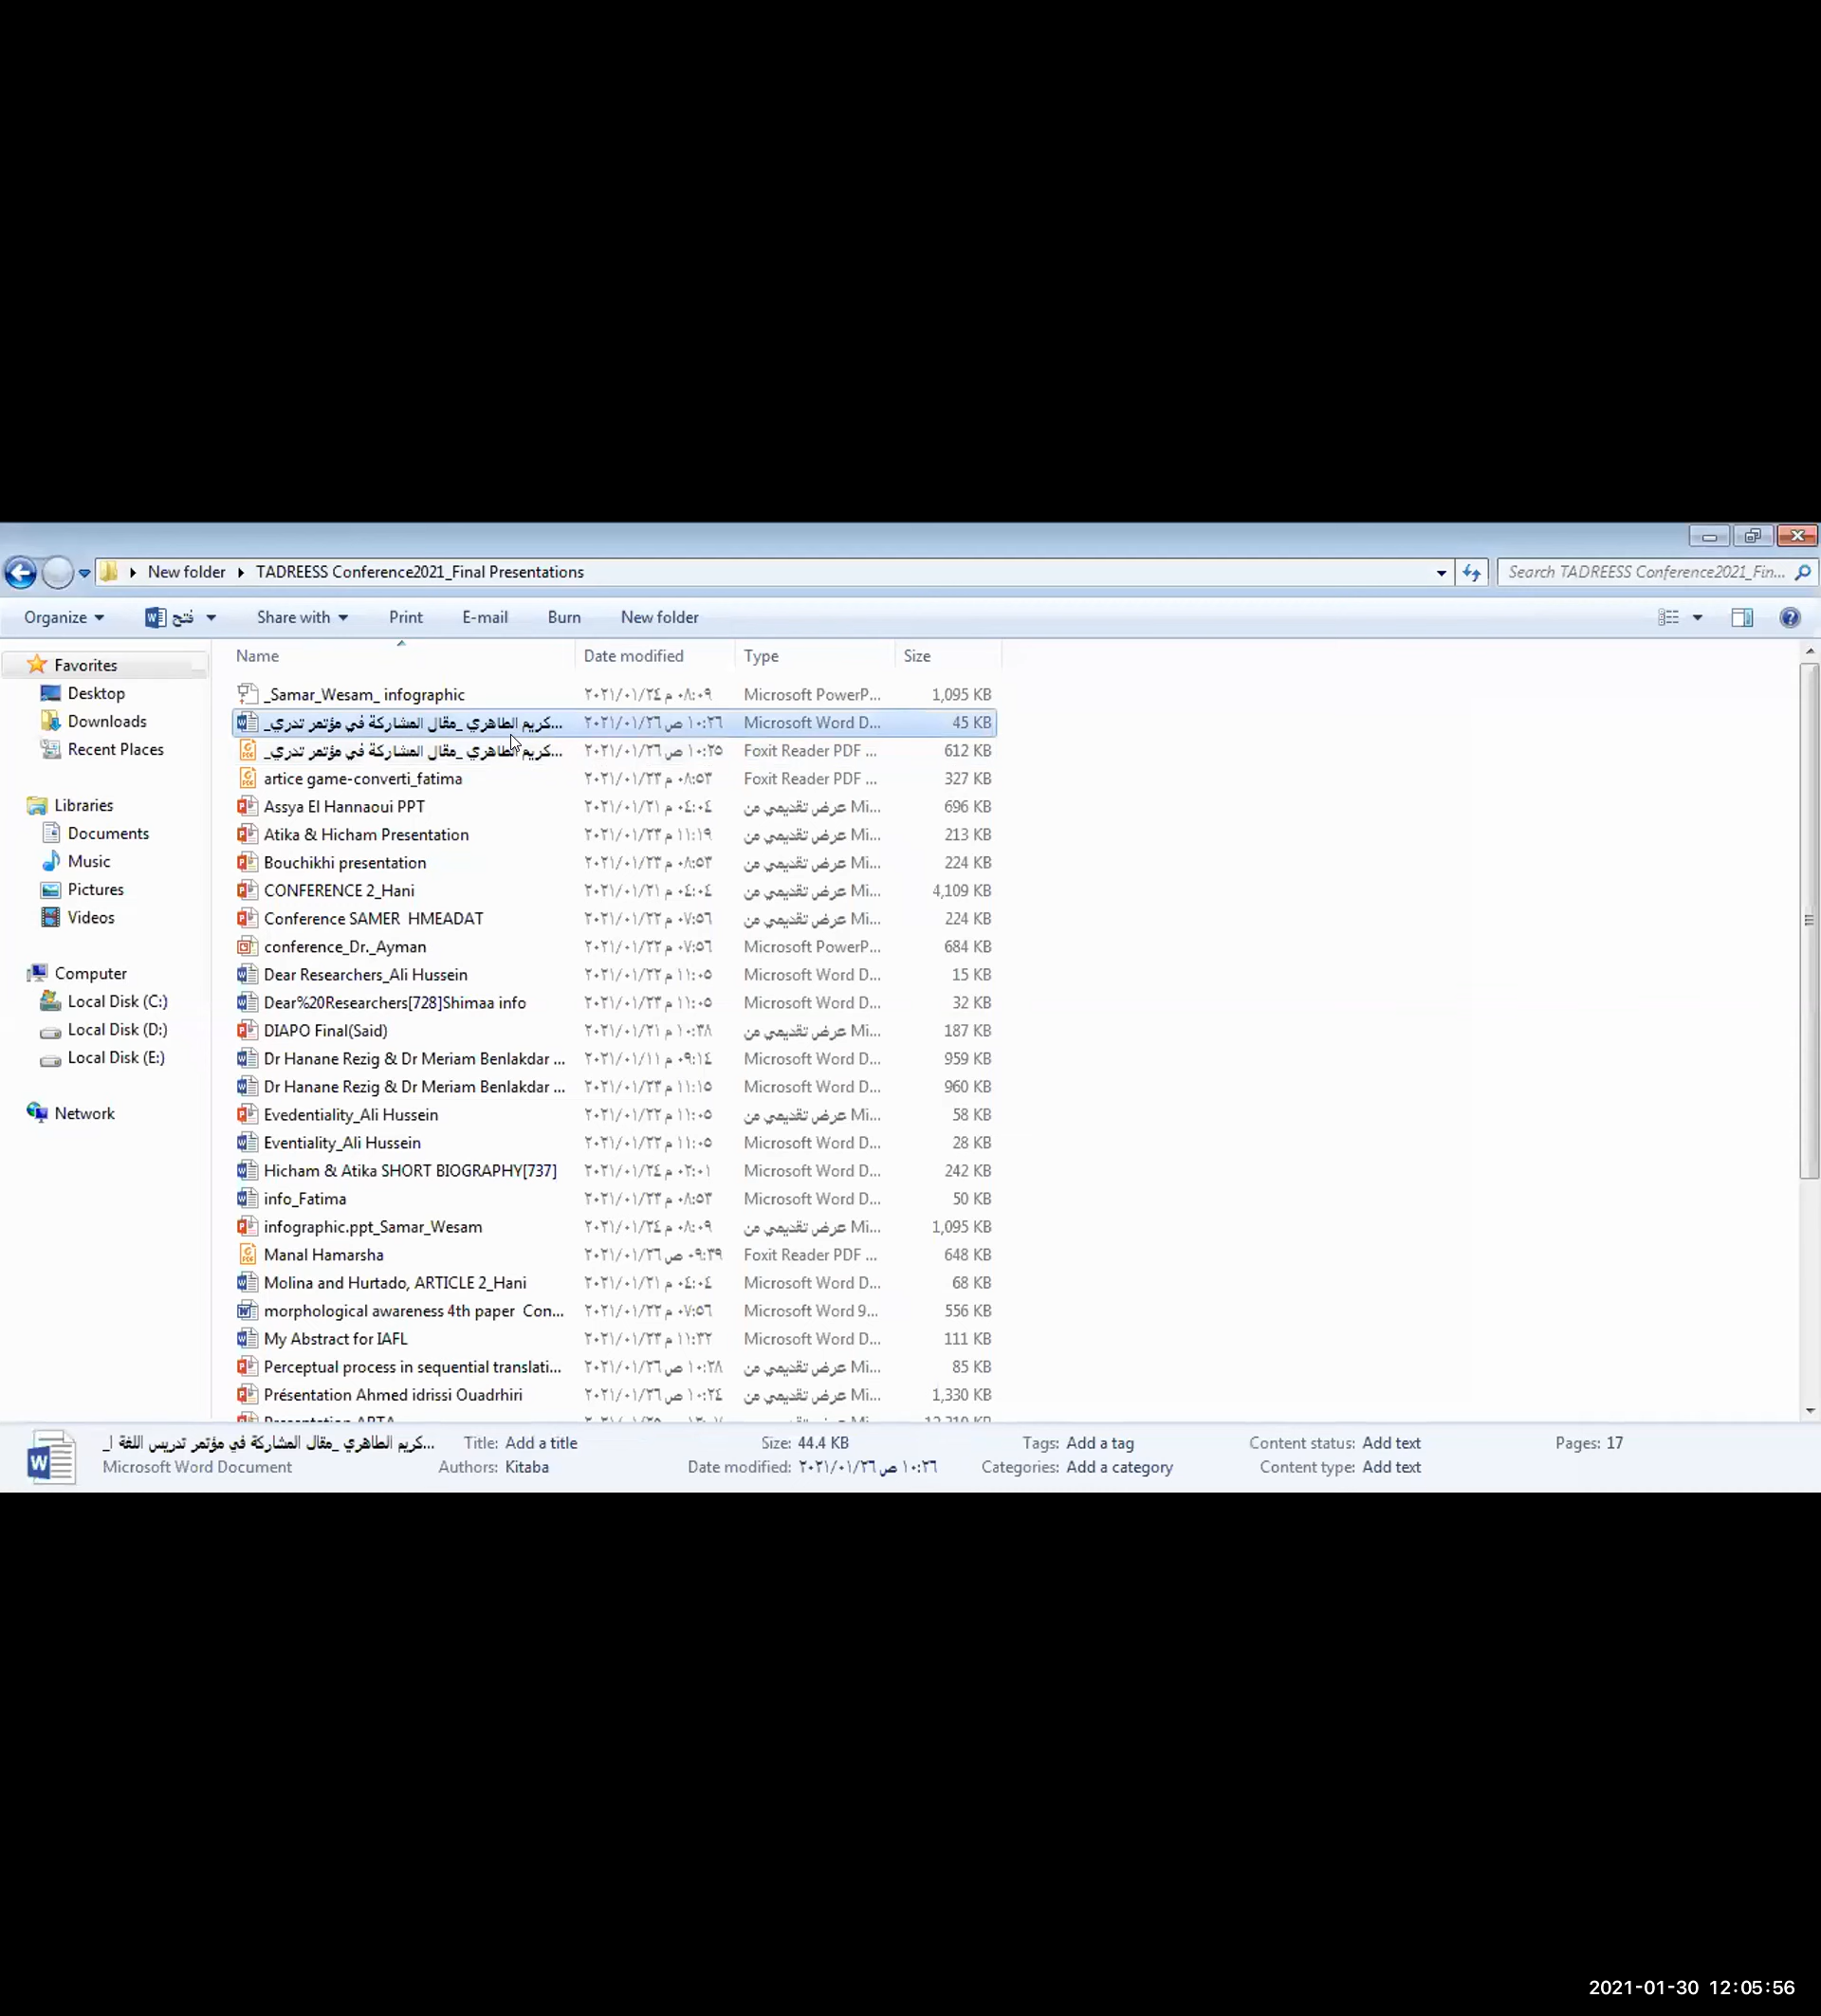 New folder ▸ TADREESS Conference2021_Final Presentations
Search TADREESS Conference2021_Fin...
Organize فتح Share with Print E-mail Burn New folder
Name Date modified Type Size
Favorites
Desktop
Downloads
Recent Places
Libraries
Documents
Music
Pictures
Videos
Computer
Local Disk (C:)
Local Disk (D:)
Local Disk (E:)
Network
_Samar_Wesam_ infographic ٢٠٢١/٠١/٢٤ م ٠٨:٠٩ Microsoft PowerP... 1,095 KB
_كريم الطاهري _مقال المشاركة في مؤتمر تدري... ٢٠٢١/٠١/٢٦ ص ١٠:٢٦ Microsoft Word D... 45 KB
_كريم الطاهري _مقال المشاركة في مؤتمر تدري... ٢٠٢١/٠١/٢٦ ص ١٠:٢٥ Foxit Reader PDF ... 612 KB
artice game-converti_fatima ٢٠٢١/٠١/٢٣ م ٠٨:٥٣ Foxit Reader PDF ... 327 KB
Assya El Hannaoui PPT ٢٠٢١/٠١/٢١ م ٠٤:٠٤ عرض تقديمي من Mi... 696 KB
Atika & Hicham Presentation ٢٠٢١/٠١/٢٣ م ١١:١٩ عرض تقديمي من Mi... 213 KB
Bouchikhi presentation ٢٠٢١/٠١/٢٣ م ٠٨:٥٣ عرض تقديمي من Mi... 224 KB
CONFERENCE 2_Hani ٢٠٢١/٠١/٢١ م ٠٤:٠٤ عرض تقديمي من Mi... 4,109 KB
Conference SAMER  HMEADAT ٢٠٢١/٠١/٢٢ م ٠٧:٥٦ عرض تقديمي من Mi... 224 KB
conference_Dr._Ayman ٢٠٢١/٠١/٢٢ م ٠٧:٥٦ Microsoft PowerP... 684 KB
Dear Researchers_Ali Hussein ٢٠٢١/٠١/٢٢ م ١١:٠٥ Microsoft Word D... 15 KB
Dear%20Researchers[728]Shimaa info ٢٠٢١/٠١/٢٢ م ١١:٠٥ Microsoft Word D... 32 KB
DIAPO Final(Said) ٢٠٢١/٠١/٢١ م ١٠:٣٨ عرض تقديمي من Mi... 187 KB
Dr Hanane Rezig & Dr Meriam Benlakdar ... ٢٠٢١/٠١/١١ م ٠٩:١٤ Microsoft Word D... 959 KB
Dr Hanane Rezig & Dr Meriam Benlakdar ... ٢٠٢١/٠١/٢٣ م ١١:١٥ Microsoft Word D... 960 KB
Evedentiality_Ali Hussein ٢٠٢١/٠١/٢٢ م ١١:٠٥ عرض تقديمي من Mi... 58 KB
Eventiality_Ali Hussein ٢٠٢١/٠١/٢٢ م ١١:٠٥ Microsoft Word D... 28 KB
Hicham & Atika SHORT BIOGRAPHY[737] ٢٠٢١/٠١/٢٤ م ٠٢:٠١ Microsoft Word D... 242 KB
info_Fatima ٢٠٢١/٠١/٢٣ م ٠٨:٥٣ Microsoft Word D... 50 KB
infographic.ppt_Samar_Wesam ٢٠٢١/٠١/٢٤ م ٠٨:٠٩ عرض تقديمي من Mi... 1,095 KB
Manal Hamarsha ٢٠٢١/٠١/٢٦ ص ٠٩:٣٩ Foxit Reader PDF ... 648 KB
Molina and Hurtado, ARTICLE 2_Hani ٢٠٢١/٠١/٢١ م ٠٤:٠٤ Microsoft Word D... 68 KB
morphological awareness 4th paper  Con... ٢٠٢١/٠١/٢٢ م ٠٧:٥٦ Microsoft Word 9... 556 KB
My Abstract for IAFL ٢٠٢١/٠١/٢٣ م ١١:٣٢ Microsoft Word D... 111 KB
Perceptual process in sequential translati... ٢٠٢١/٠١/٢٦ ص ١٠:٢٨ عرض تقديمي من Mi... 85 KB
Présentation Ahmed idrissi Ouadrhiri ٢٠٢١/٠١/٢٦ ص ١٠:٢٤ عرض تقديمي من Mi... 1,330 KB
_كريم الطاهري _مقال المشاركة في مؤتمر تدريس اللغة ا... Title: Add a title Size: 44.4 KB Tags: Add a tag Content status: Add text Pages: 17
Microsoft Word Document Authors: Kitaba Date modified: ٢٠٢١/٠١/٢٦ ص ١٠:٢٦ Categories: Add a category Content type: Add text
2021-01-30 12:05:56